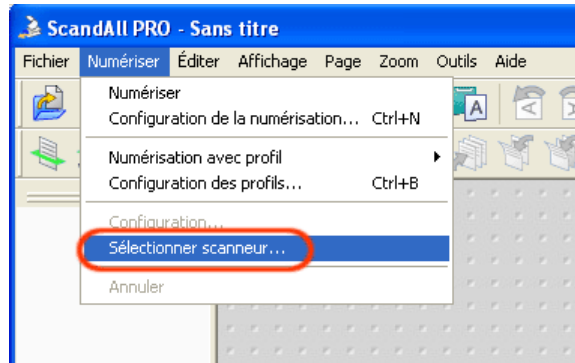 ScandAll PRO - Sans titre
Fichier Numériser Éditer Affichage Page Zoom Outils Aide
Numériser
Configuration de la numérisation... Ctrl+N
Numérisation avec profil
Configuration des profils... Ctrl+B
Configuration...
Sélectionner scanneur...
Annuler
A